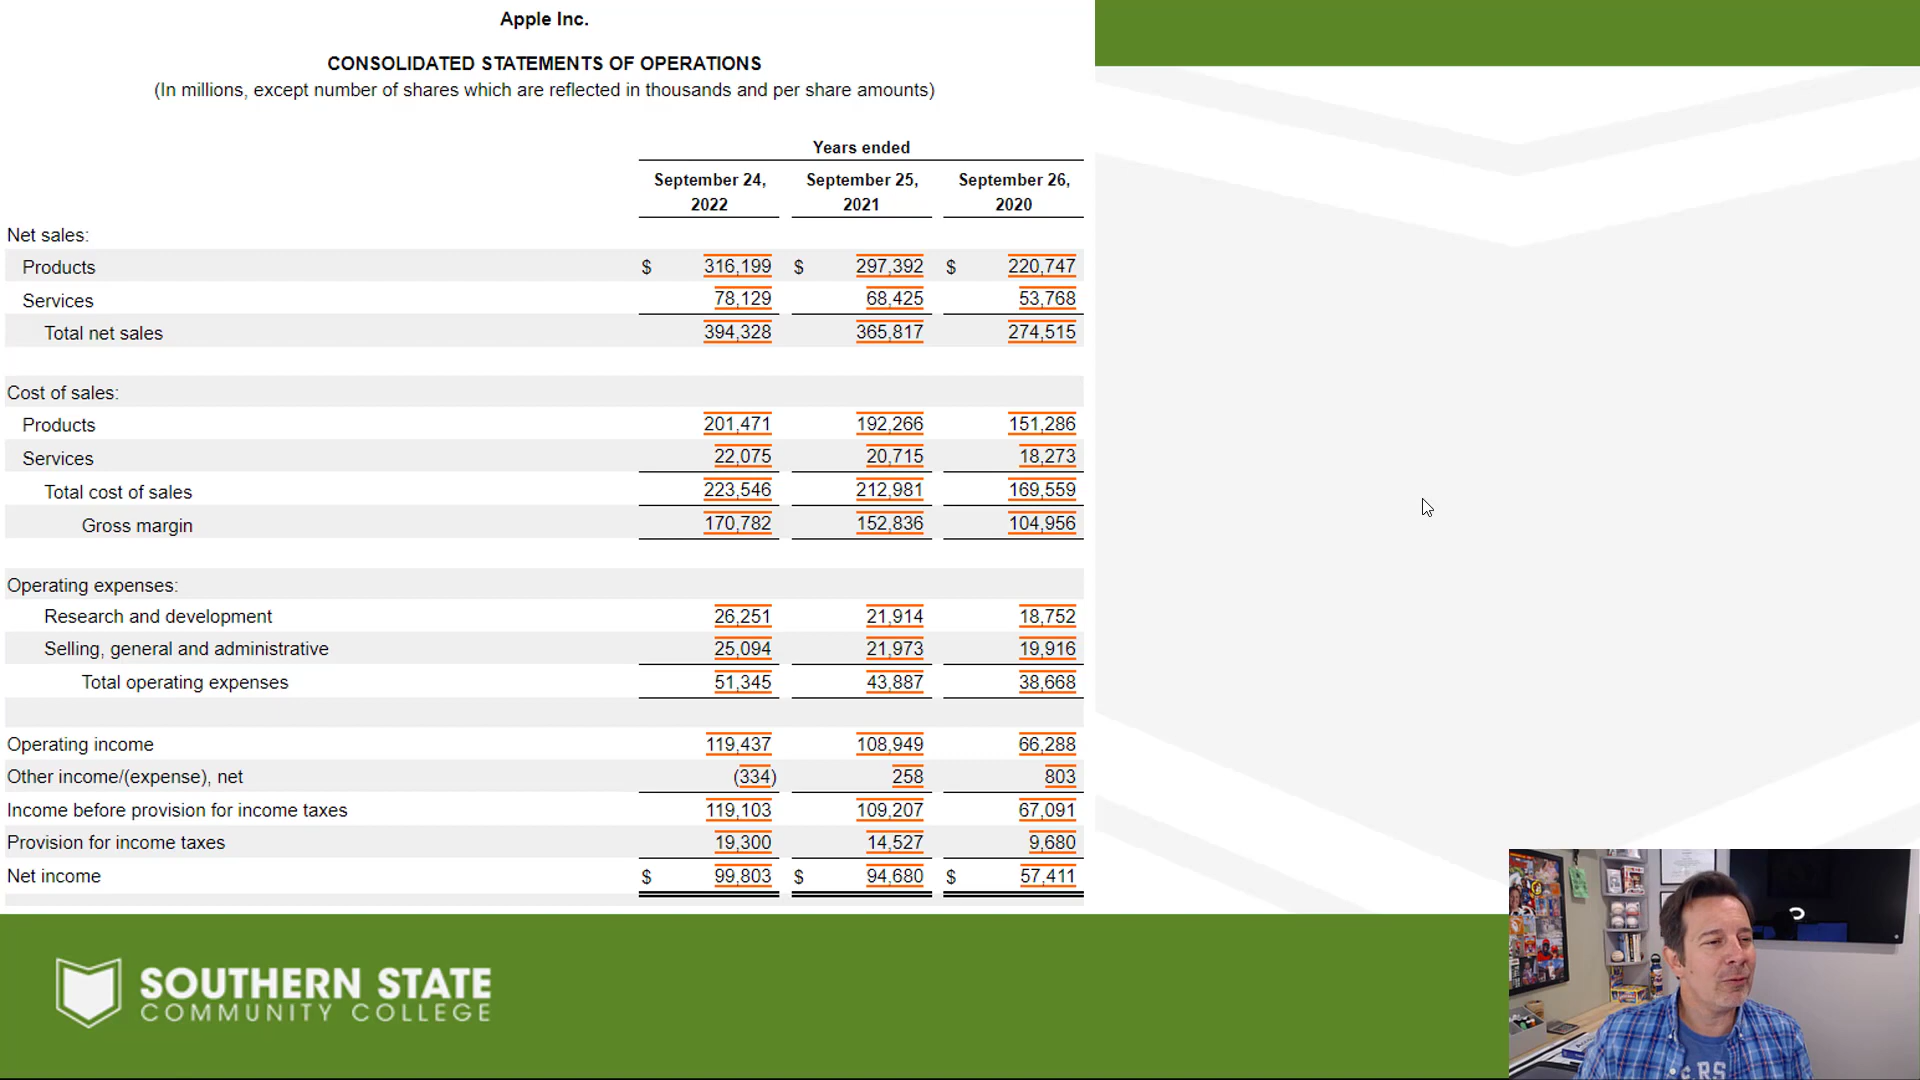 Apple Inc.
CONSOLIDATED STATEMENTS OF OPERATIONS
(In millions, except number of shares which are reflected in thousands and per share amounts)
Years ended
September 24, 2022 September 25, 2021 September 26, 2020
Net sales:
Products $ 316,199 $ 297,392 $ 220,747
Services 78,129 68,425 53,768
Total net sales 394,328 365,817 274,515
Cost of sales:
Products 201,471 192,266 151,286
Services 22,075 20,715 18,273
Total cost of sales 223,546 212,981 169,559
Gross margin 170,782 152,836 104,956
Operating expenses:
Research and development 26,251 21,914 18,752
Selling, general and administrative 25,094 21,973 19,916
Total operating expenses 51,345 43,887 38,668
Operating income 119,437 108,949 66,288
Other income/(expense), net (334) 258 803
Income before provision for income taxes 119,103 109,207 67,091
Provision for income taxes 19,300 14,527 9,680
Net income $ 99,803 $ 94,680 $ 57,411
SOUTHERN STATE
COMMUNITY COLLEGE